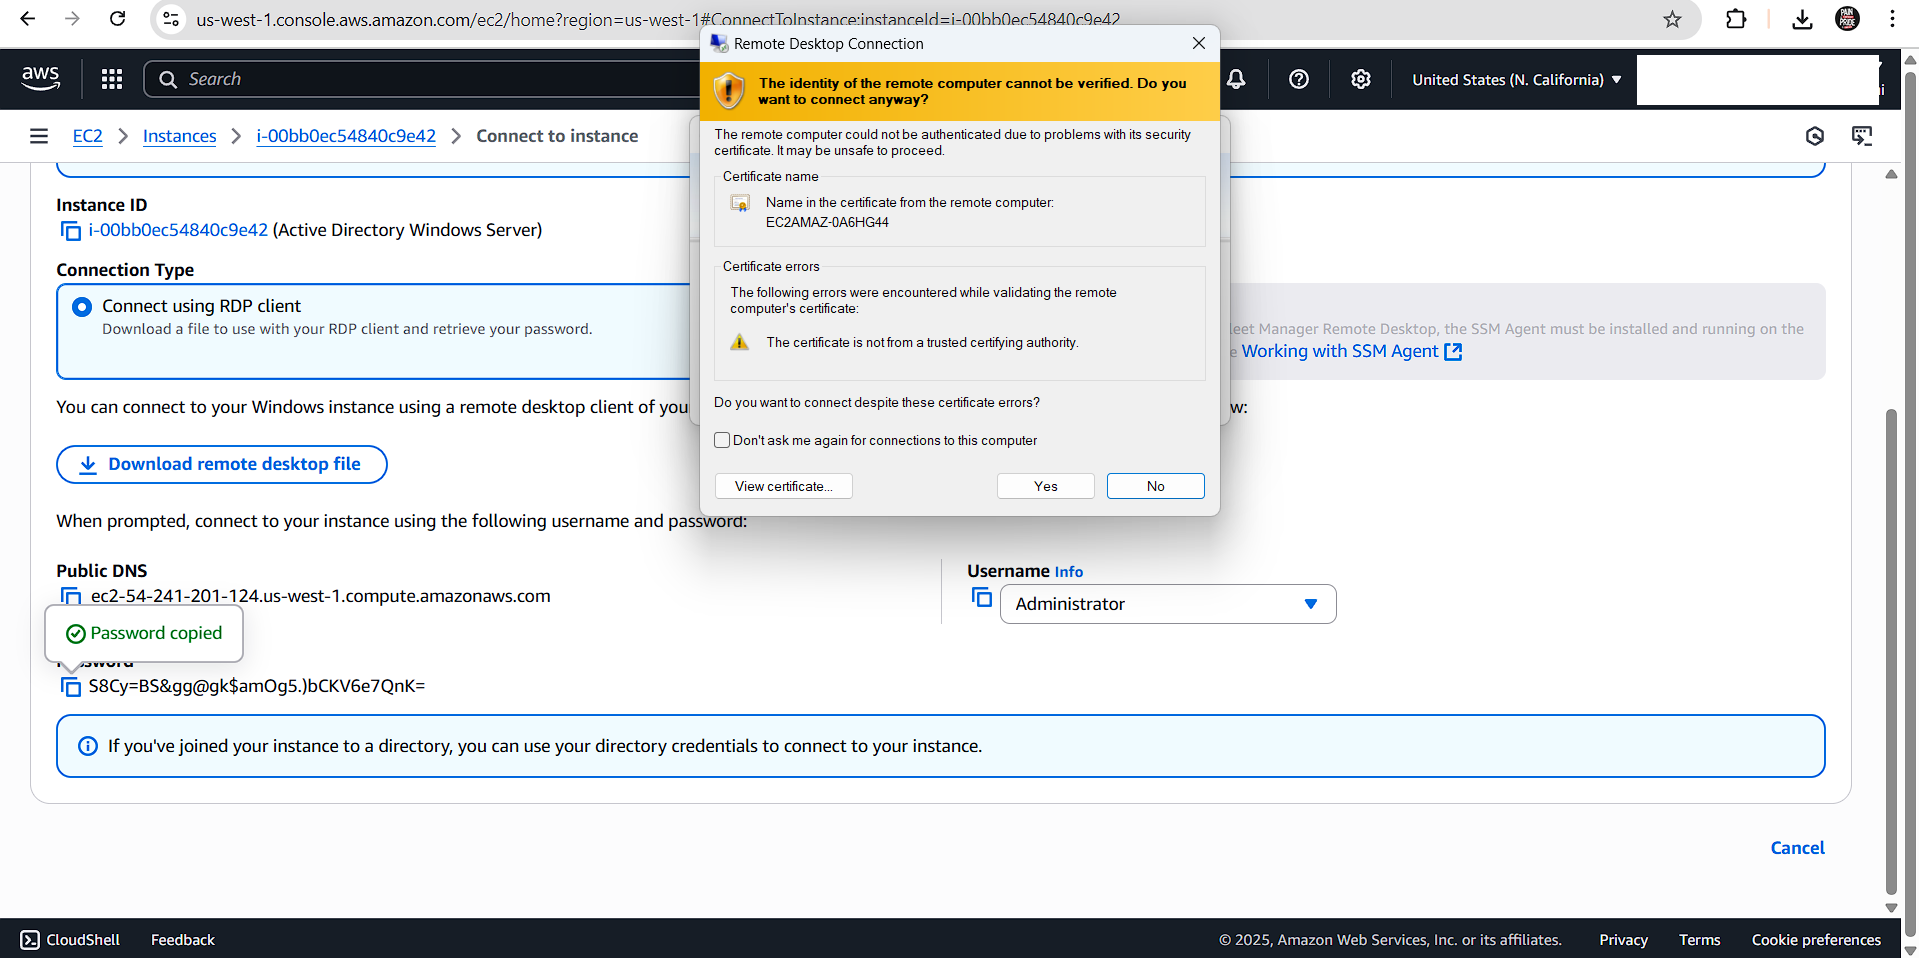 us-west-1.console.aws.amazon.com/ec2/home?region=us-west-1#ConnectToInstance:instanceId=i-00bb0ec54840c9e42
Remote Desktop Connection
The identity of the remote computer cannot be verified. Do you
want to connect anyway?
aws
Search
United States (N. California)
EC2
Instances
i-00bb0ec54840c9e42
Connect to instance
The remote computer could not be authenticated due to problems with its security
certificate. It may be unsafe to proceed.
Certificate name
Name in the certificate from the remote computer:
EC2AMAZ-0A6HG44
Certificate errors
The following errors were encountered while validating the remote
computer's certificate:
The certificate is not from a trusted certifying authority.
Do you want to connect despite these certificate errors?
Don't ask me again for connections to this computer
View certificate...
Yes
No
Instance ID
i-00bb0ec54840c9e42 (Active Directory Windows Server)
Connection Type
Connect using RDP client
Download a file to use with your RDP client and retrieve your password.
Manager Remote Desktop, the SSM Agent must be installed and running on the
Working with SSM Agent
You can connect to your Windows instance using a remote desktop client of
Download remote desktop file
When prompted, connect to your instance using the following username and password:
Public DNS
ec2-54-241-201-124.us-west-1.compute.amazonaws.com
Username Info
Administrator
Password copied
S8Cy=BS&gg@gk$amOg5.)bCKV6e7QnK=
If you've joined your instance to a directory, you can use your directory credentials to connect to your instance.
Cancel
CloudShell
Feedback
© 2025, Amazon Web Services, Inc. or its affiliates.
Privacy
Terms
Cookie preferences